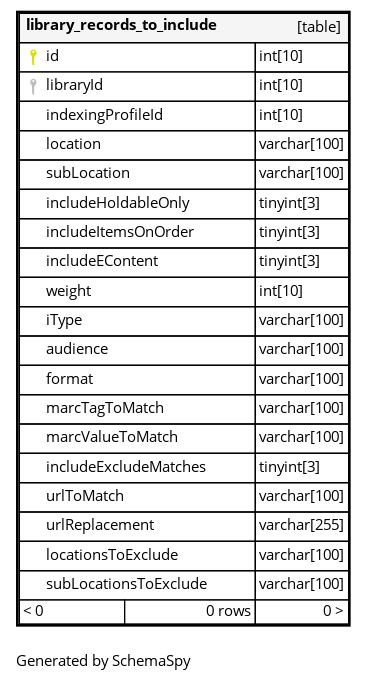 library_records_to_include [table]
id int[10]
libraryId int[10]
indexingProfileId int[10]
location varchar[100]
subLocation varchar[100]
includeHoldableOnly tinyint[3]
includeItemsOnOrder tinyint[3]
includeEContent tinyint[3]
weight int[10]
iType varchar[100]
audience varchar[100]
format varchar[100]
marcTagToMatch varchar[100]
marcValueToMatch varchar[100]
includeExcludeMatches tinyint[3]
urlToMatch varchar[100]
urlReplacement varchar[255]
locationsToExclude varchar[100]
subLocationsToExclude varchar[100]
< 0 0 rows 0 >
Generated by SchemaSpy